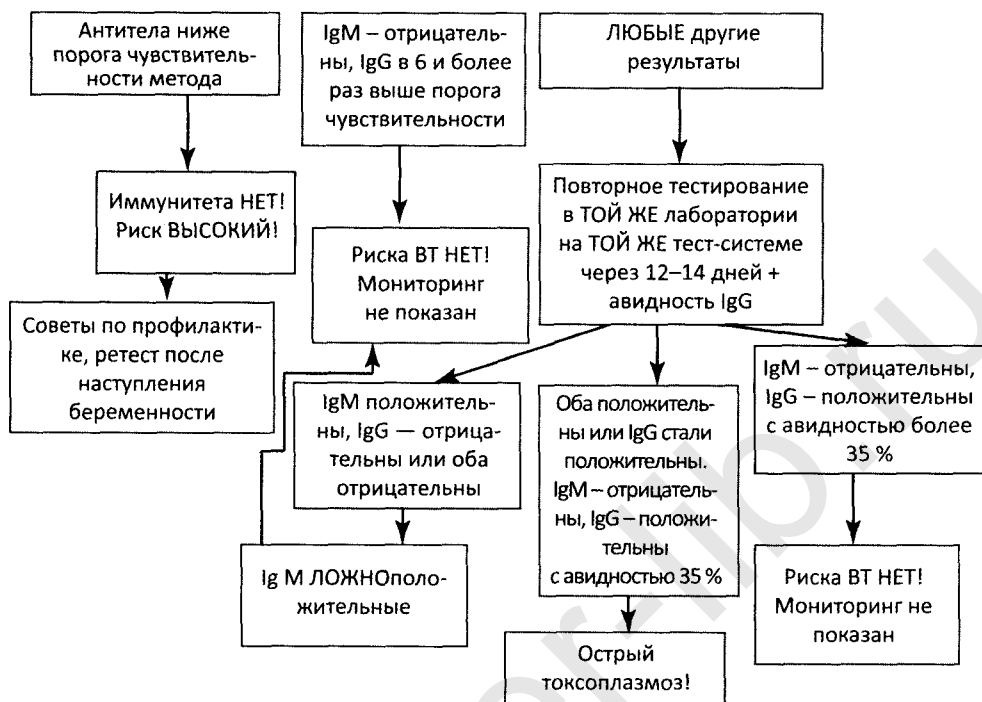 Антитела ниже
порога чувствитель-
ности метода
IgM – отрицатель-
ны, IgG в 6 и более
раз выше порога
чувствительности
ЛЮБЫЕ другие
результаты
Иммунитета НЕТ!
Риск ВЫСОКИЙ!
Риска ВТ НЕТ!
Мониторинг
не показан
Повторное тестирование
в ТОЙ ЖЕ лаборатории
на ТОЙ ЖЕ тест-системе
через 12–14 дней +
авидность IgG
Советы по профилакти-
ке, ретест после
наступления
беременности
IgM положитель-
ны, IgG — отрица-
тельны или оба
отрицательны
Оба положитель-
ны или IgG стали
положительны.
IgM – отрицатель-
ны, IgG – положи-
тельны
с авидностью 35 %
IgM – отрицательны,
IgG – положительны
с авидностью более
35 %
Ig M ЛОЖНОполо-
жительные
Риска ВТ НЕТ!
Мониторинг не
показан
Острый
токсоплазмоз!